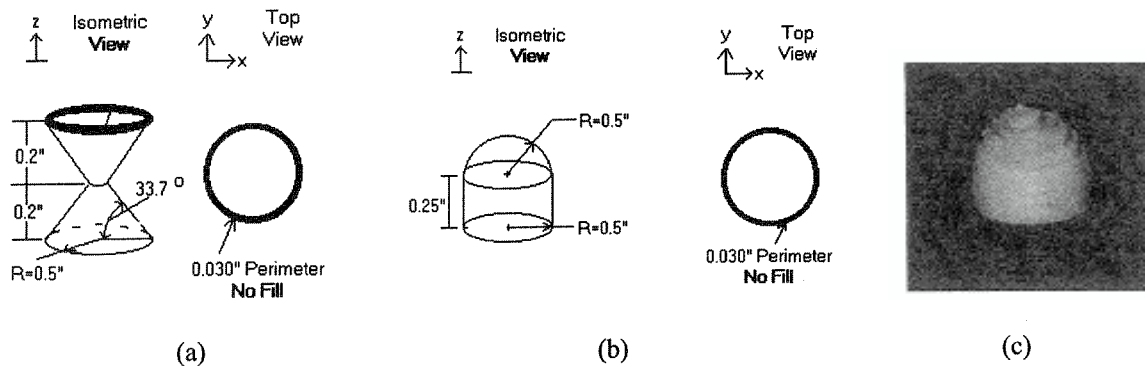 z
Isometric
View
y
x
Top
View
0.2"
0.2"
33.7 o
R=0.5"
0.030" Perimeter
No Fill
(a)
z
Isometric
View
y
x
Top
View
R=0.5"
0.25"
R=0.5"
0.030" Perimeter
No Fill
(b)
(c)